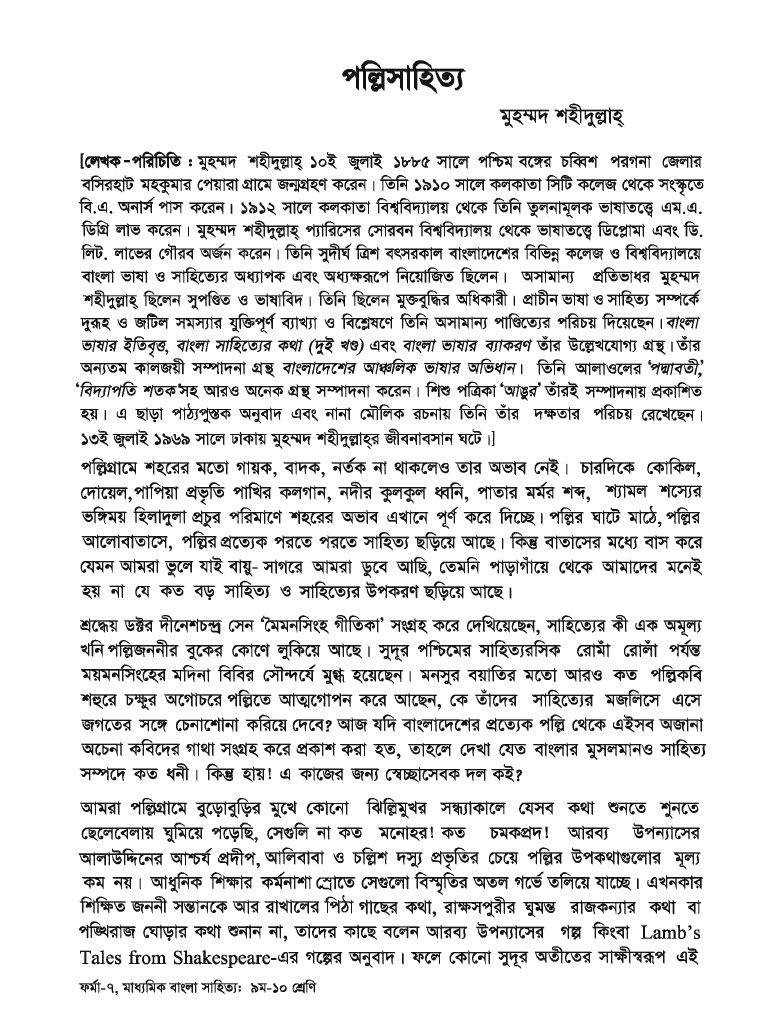 পল্লিসাহিত্য
মুহম্মদ শহীদুল্লাহ্
[লেখক-পরিচিতি : মুহম্মদ শহীদুল্লাহ্ ১০ই জুলাই ১৮৮৫ সালে পশ্চিম বঙ্গের চব্বিশ পরগনা জেলার
বসিরহাট মহকুমার পেয়ারা গ্রামে জন্মগ্রহণ করেন। তিনি ১৯১০ সালে কলকাতা সিটি কলেজ থেকে সংস্কৃতে
বি.এ. অনার্স পাস করেন। ১৯১২ সালে কলকাতা বিশ্ববিদ্যালয় থেকে তিনি তুলনামূলক ভাষাতত্ত্বে এম.এ.
ডিগ্রি লাভ করেন। মুহম্মদ শহীদুল্লাহ্ প্যারিসের সোরবন বিশ্ববিদ্যালয় থেকে ভাষাতত্ত্বে ডিপ্লোমা এবং ডি.
লিট. লাভের গৌরব অর্জন করেন। তিনি সুদীর্ঘ ত্রিশ বৎসরকাল বাংলাদেশের বিভিন্ন কলেজ ও বিশ্ববিদ্যালয়ে
বাংলা ভাষা ও সাহিত্যের অধ্যাপক এবং অধ্যক্ষরূপে নিয়োজিত ছিলেন। অসামান্য প্রতিভাধর মুহম্মদ
শহীদুল্লাহ্ ছিলেন সুপণ্ডিত ও ভাষাবিদ। তিনি ছিলেন মুক্তবুদ্ধির অধিকারী। প্রাচীন ভাষা ও সাহিত্য সম্পর্কে
দুরূহ ও জটিল সমস্যার যুক্তিপূর্ণ ব্যাখ্যা ও বিশ্লেষণে তিনি অসামান্য পাণ্ডিত্যের পরিচয় দিয়েছেন। বাংলা
ভাষার ইতিবৃত্ত, বাংলা সাহিত্যের কথা (দুই খণ্ড) এবং বাংলা ভাষার ব্যাকরণ তাঁর উল্লেখযোগ্য গ্রন্থ। তাঁর
অন্যতম কালজয়ী সম্পাদনা গ্রন্থ বাংলাদেশের আঞ্চলিক ভাষার অভিধান। তিনি আলাওলের ‘পদ্মাবতী,’
‘বিদ্যাপতি শতক’সহ আরও অনেক গ্রন্থ সম্পাদনা করেন। শিশু পত্রিকা ‘আঙুর’ তাঁরই সম্পাদনায় প্রকাশিত
হয়। এ ছাড়া পাঠ্যপুস্তক অনুবাদ এবং নানা মৌলিক রচনায় তিনি তাঁর দক্ষতার পরিচয় রেখেছেন।
১৩ই জুলাই ১৯৬৯ সালে ঢাকায় মুহম্মদ শহীদুল্লাহ্‌র জীবনাবসান ঘটে।]
পল্লিগ্রামে শহরের মতো গায়ক, বাদক, নর্তক না থাকলেও তার অভাব নেই। চারদিকে কোকিল,
দোয়েল,পাপিয়া প্রভৃতি পাখির কলগান, নদীর কুলকুল ধ্বনি, পাতার মর্মর শব্দ, শ্যামল শস্যের
ভঙ্গিময় হিলাদুলা প্রচুর পরিমাণে শহরের অভাব এখানে পূর্ণ করে দিচ্ছে। পল্লির ঘাটে মাঠে, পল্লির
আলোবাতাসে, পল্লির প্রত্যেক পরতে পরতে সাহিত্য ছড়িয়ে আছে। কিন্তু বাতাসের মধ্যে বাস করে
যেমন আমরা ভুলে যাই বায়ু- সাগরে আমরা ডুবে আছি, তেমনি পাড়াগাঁয়ে থেকে আমাদের মনেই
হয় না যে কত বড় সাহিত্য ও সাহিত্যের উপকরণ ছড়িয়ে আছে।
শ্রদ্ধেয় ডক্টর দীনেশচন্দ্র সেন ‘মৈমনসিংহ গীতিকা’ সংগ্রহ করে দেখিয়েছেন, সাহিত্যের কী এক অমূল্য
খনি পল্লিজননীর বুকের কোণে লুকিয়ে আছে। সুদূর পশ্চিমের সাহিত্যরসিক রোমাঁ রোলাঁ পর্যন্ত
ময়মনসিংহের মদিনা বিবির সৌন্দর্যে মুগ্ধ হয়েছেন। মনসুর বয়াতির মতো আরও কত পল্লিকবি
শহুরে চক্ষুর অগোচরে পল্লিতে আত্মগোপন করে আছেন, কে তাঁদের সাহিত্যের মজলিসে এসে
জগতের সঙ্গে চেনাশোনা করিয়ে দেবে? আজ যদি বাংলাদেশের প্রত্যেক পল্লি থেকে এইসব অজানা
অচেনা কবিদের গাথা সংগ্রহ করে প্রকাশ করা হত, তাহলে দেখা যেত বাংলার মুসলমানও সাহিত্য
সম্পদে কত ধনী। কিন্তু হায়! এ কাজের জন্য স্বেচ্ছাসেবক দল কই?
আমরা পল্লিগ্রামে বুড়োবুড়ির মুখে কোনো ঝিল্লিমুখর সন্ধ্যাকালে যেসব কথা শুনতে শুনতে
ছেলেবেলায় ঘুমিয়ে পড়েছি, সেগুলি না কত মনোহর! কত চমকপ্রদ! আরব্য উপন্যাসের
আলাউদ্দিনের আশ্চর্য প্রদীপ, আলিবাবা ও চল্লিশ দস্যু প্রভৃতির চেয়ে পল্লির উপকথাগুলোর মূল্য
কম নয়। আধুনিক শিক্ষার কর্মনাশা স্রোতে সেগুলো বিস্মৃতির অতল গর্ভে তলিয়ে যাচ্ছে। এখনকার
শিক্ষিত জননী সন্তানকে আর রাখালের পিঠা গাছের কথা, রাক্ষসপুরীর ঘুমন্ত রাজকন্যার কথা বা
পঙ্খিরাজ ঘোড়ার কথা শুনান না, তাদের কাছে বলেন আরব্য উপন্যাসের গল্প কিংবা Lamb’s
Tales from Shakespeare-এর গল্পের অনুবাদ। ফলে কোনো সুদূর অতীতের সাক্ষীস্বরূপ এই
ফর্মা-৭, মাধ্যমিক বাংলা সাহিত্য: ৯ম-১০ শ্রেণি